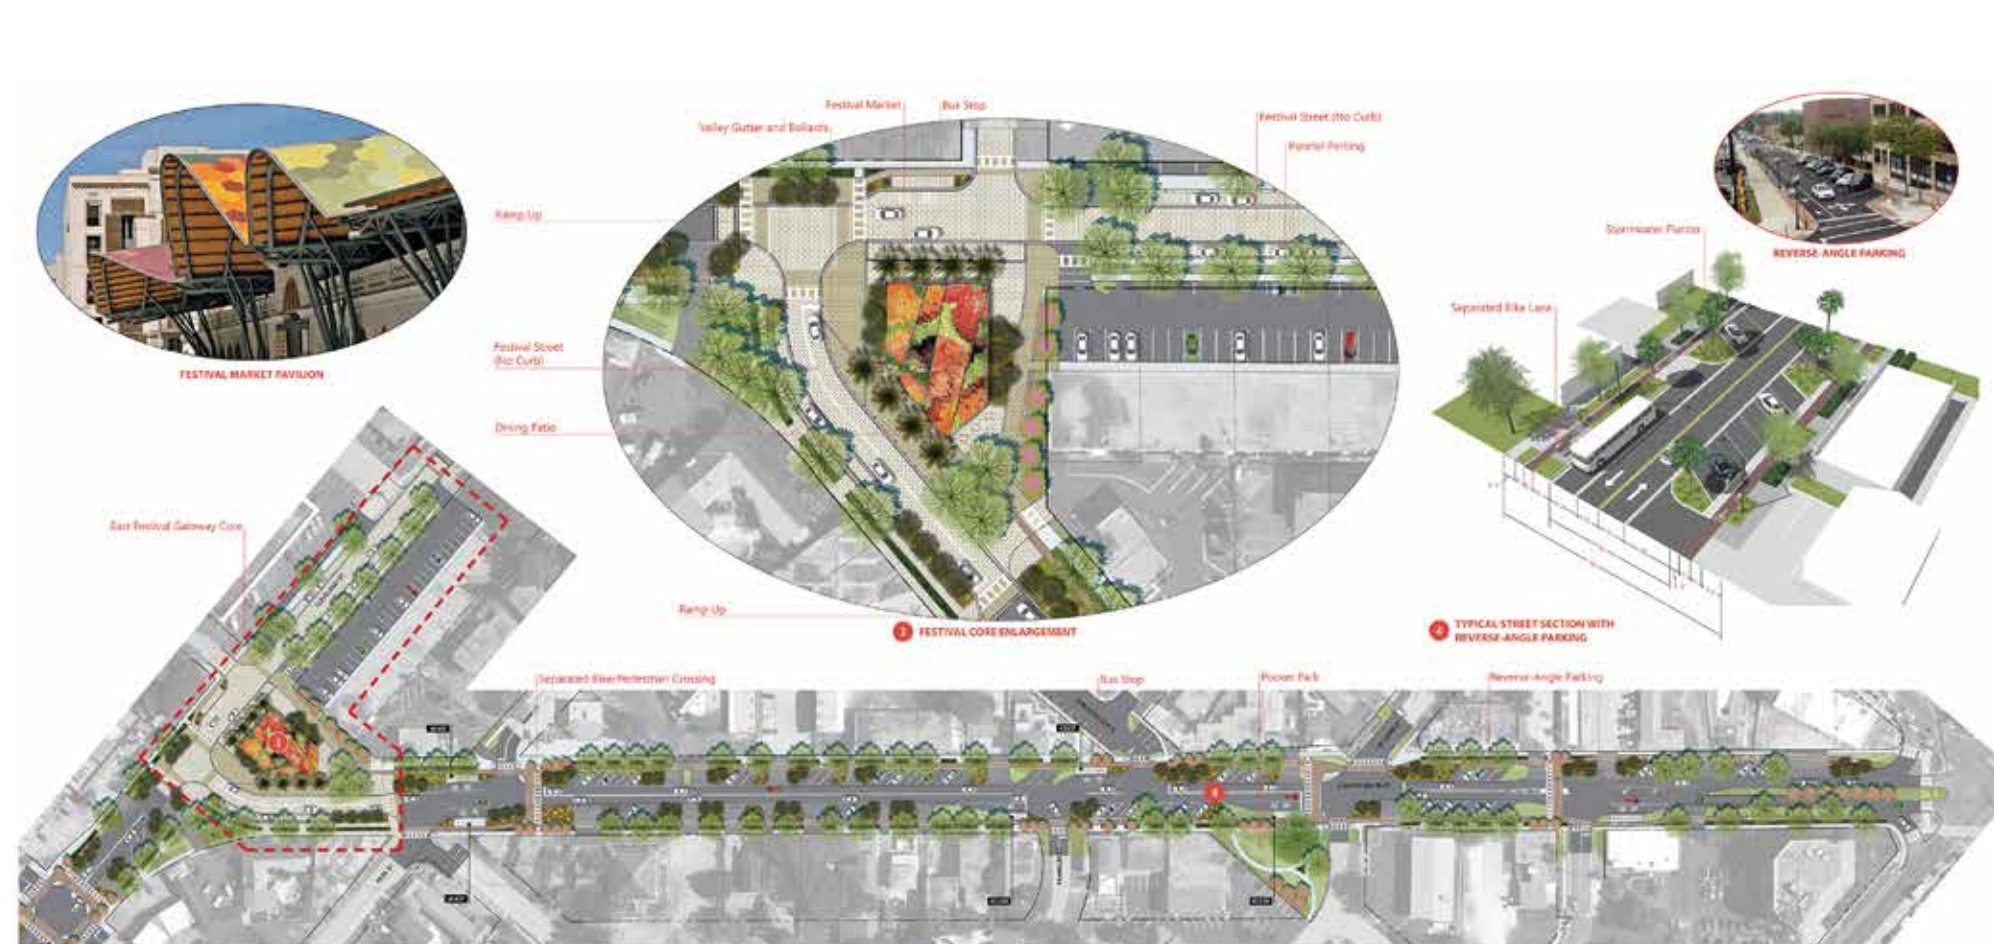 Festival Market
Bus Stop
Valley Gutter and Bollards
Festival Street (No Curb)
Parallel Parking
Ramp Up
Stormwater Planter
REVERSE-ANGLE PARKING
Separated Bike Lane
Festival Street
(No Curb)
FESTIVAL MARKET PAVILION
Dining Patio
East Festival Gateway Core
Ramp Up
FESTIVAL CORE ENLARGEMENT
TYPICAL STREET SECTION WITH
REVERSE-ANGLE PARKING
Separated Bike/Pedestrian Crossing
Bus Stop
Pocket Park
Reverse-Angle Parking